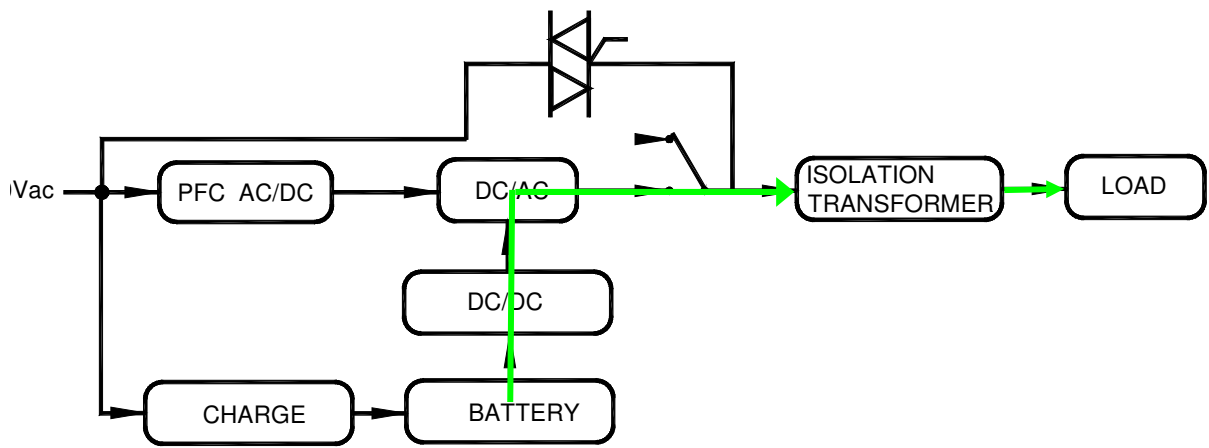 Vac
PFC AC/DC
DC/AC
ISOLATION
TRANSFORMER
LOAD
DC/DC
CHARGE
BATTERY